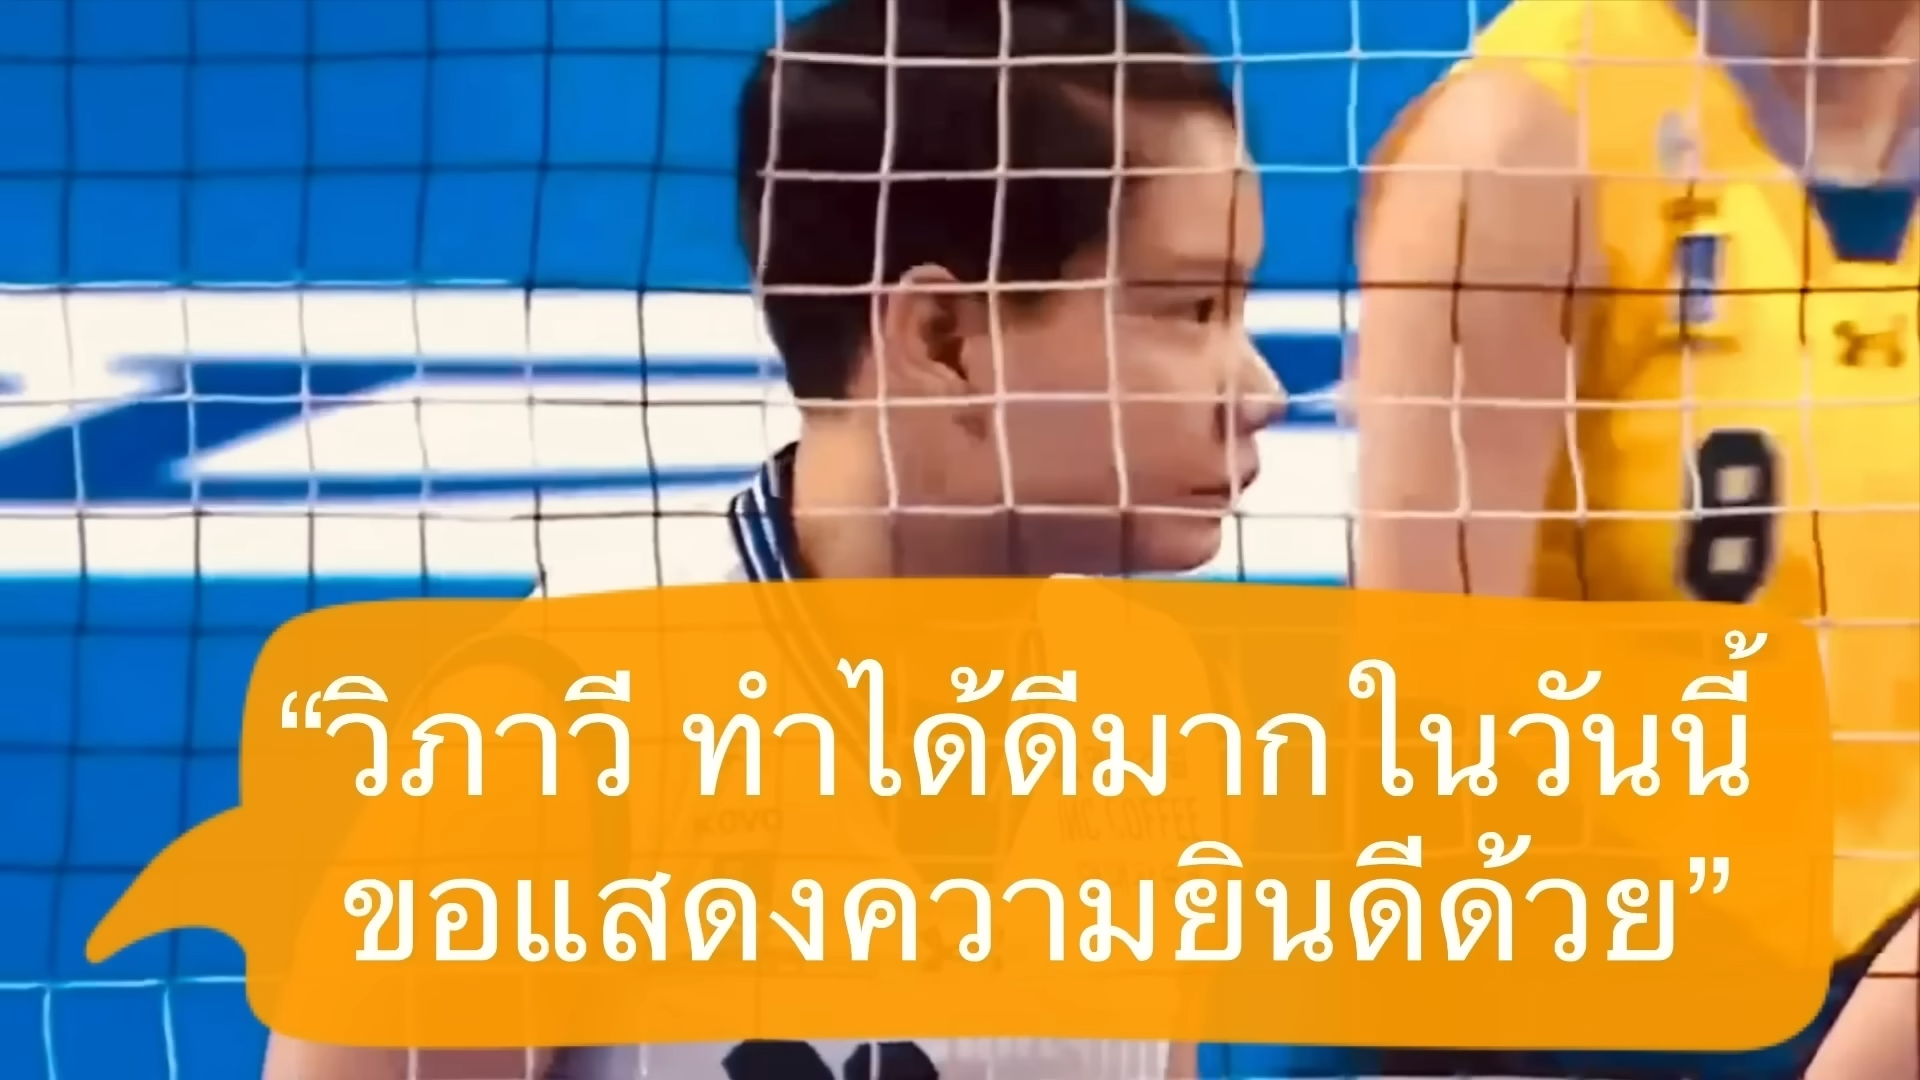 8
“วิภาวี ทำได้ดีมาก ในวันนี้
ขอแสดงความยินดีด้วย”